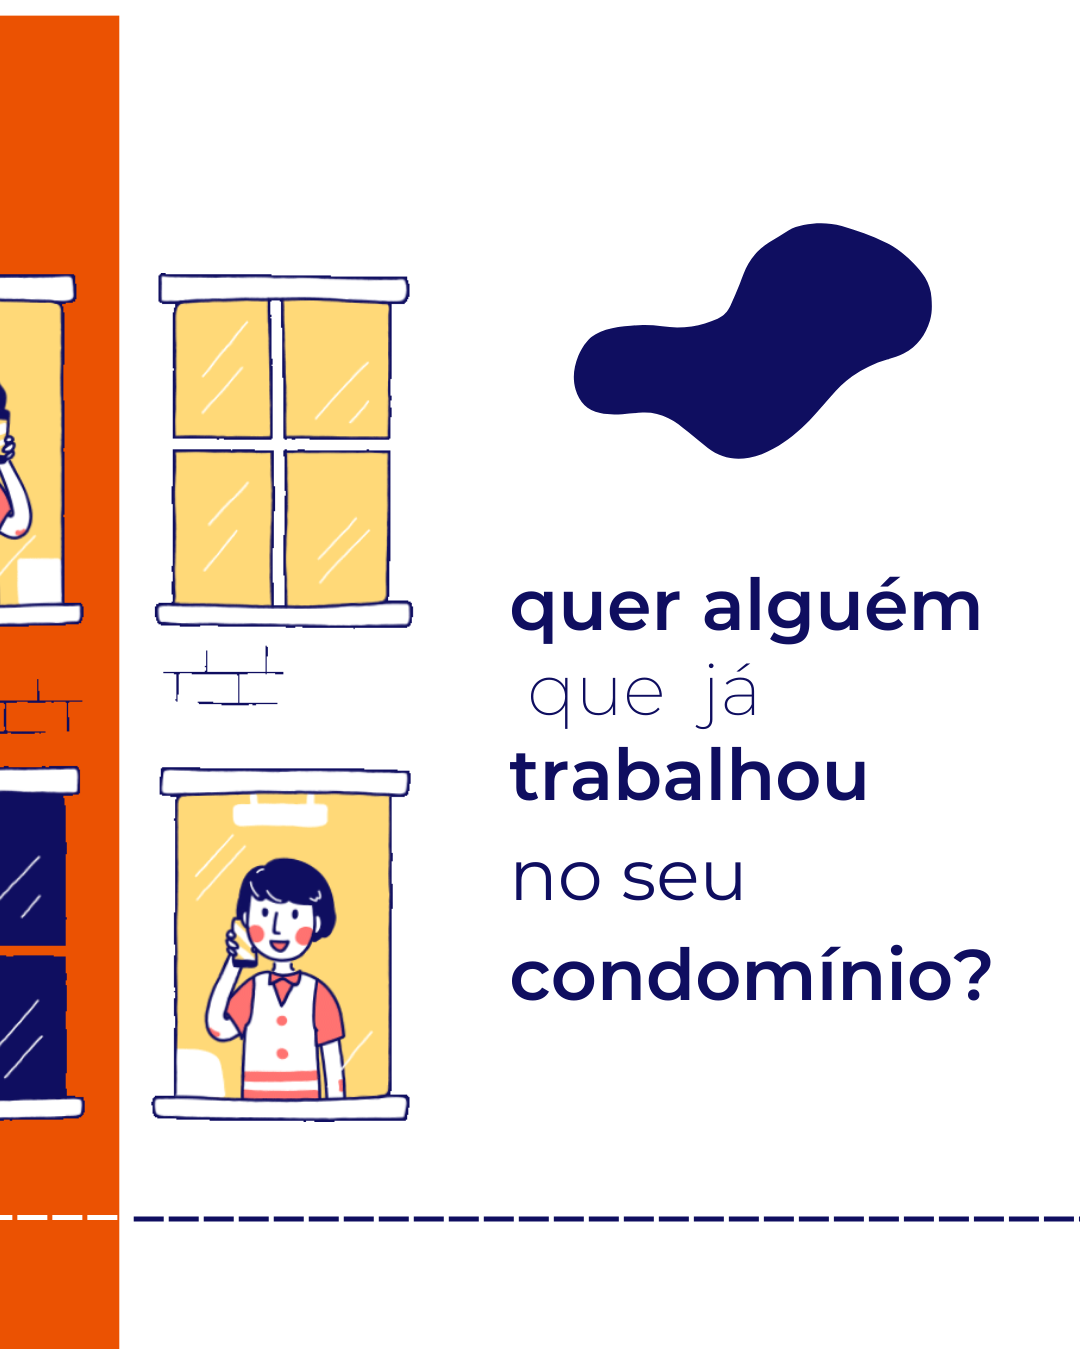 quer alguém
que já
trabalhou
no seu
condomínio?